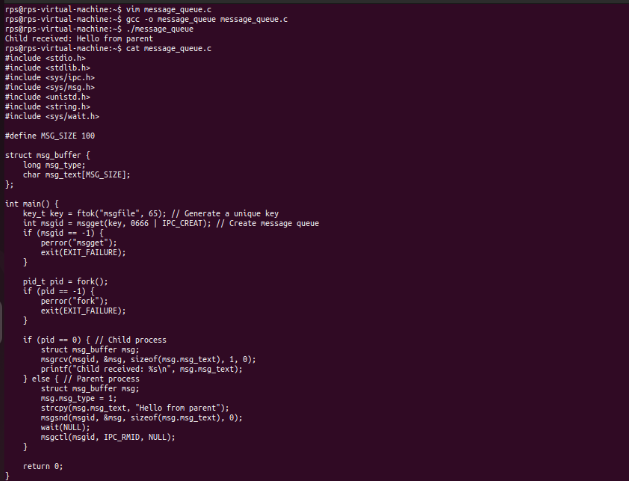 rps@rps-virtual-machine:~$ vim message_queue.c
rps@rps-virtual-machine:~$ gcc -o message_queue message_queue.c
rps@rps-virtual-machine:~$ ./message_queue
Child received: Hello from parent
rps@rps-virtual-machine:~$ cat message_queue.c
#include <stdio.h>
#include <stdlib.h>
#include <sys/ipc.h>
#include <sys/msg.h>
#include <unistd.h>
#include <string.h>
#include <sys/wait.h>

#define MSG_SIZE 100

struct msg_buffer {
    long msg_type;
    char msg_text[MSG_SIZE];
};

int main() {
    key_t key = ftok("msgfile", 65); // Generate a unique key
    int msgid = msgget(key, 0666 | IPC_CREAT); // Create message queue
    if (msgid == -1) {
        perror("msgget");
        exit(EXIT_FAILURE);
    }

    pid_t pid = fork();
    if (pid == -1) {
        perror("fork");
        exit(EXIT_FAILURE);
    }

    if (pid == 0) { // Child process
        struct msg_buffer msg;
        msgrcv(msgid, &msg, sizeof(msg.msg_text), 1, 0);
        printf("Child received: %s\n", msg.msg_text);
    } else { // Parent process
        struct msg_buffer msg;
        msg.msg_type = 1;
        strcpy(msg.msg_text, "Hello from parent");
        msgsnd(msgid, &msg, sizeof(msg.msg_text), 0);
        wait(NULL);
        msgctl(msgid, IPC_RMID, NULL);
    }

    return 0;
}